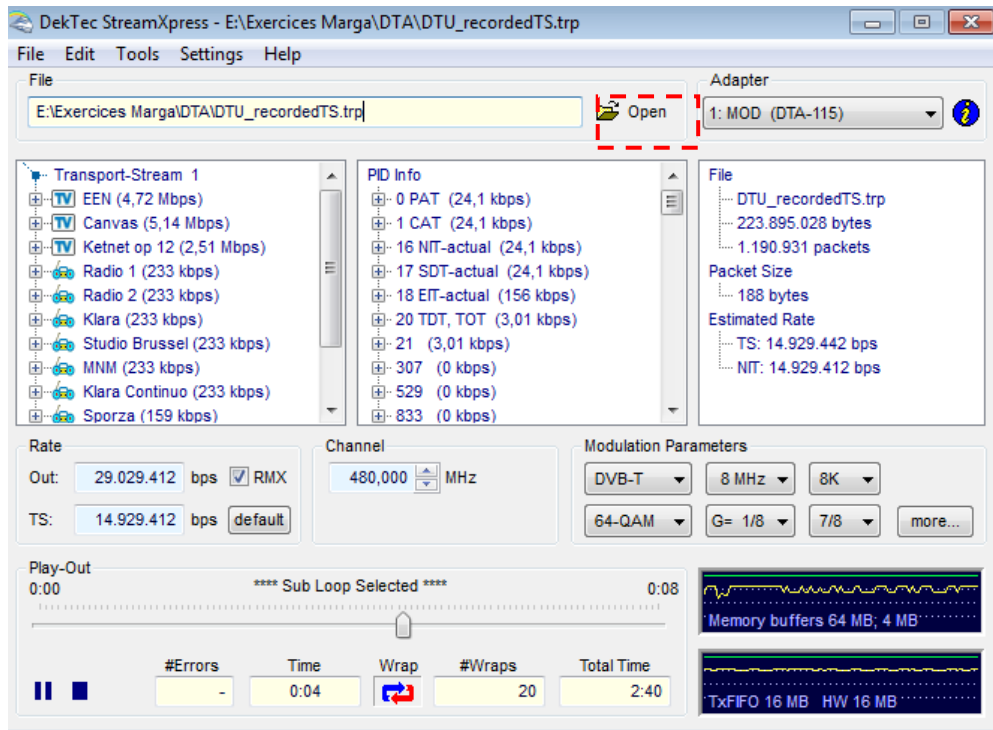 DekTec StreamXpress - E:\Exercices Marga\DTA\DTU_recordedTS.trp
File Edit Tools Settings Help
File
E:\Exercices Marga\DTA\DTU_recordedTS.trp
Open
Adapter
1: MOD (DTA-115)
Transport-Stream 1
TV EEN (4,72 Mbps)
TV Canvas (5,14 Mbps)
TV Ketnet op 12 (2,51 Mbps)
Radio 1 (233 kbps)
Radio 2 (233 kbps)
Klara (233 kbps)
Studio Brussel (233 kbps)
MNM (233 kbps)
Klara Continuo (233 kbps)
Sporza (159 kbps)
PID Info
0 PAT (24,1 kbps)
1 CAT (24,1 kbps)
16 NIT-actual (24,1 kbps)
17 SDT-actual (24,1 kbps)
18 EIT-actual (156 kbps)
20 TDT, TOT (3,01 kbps)
21 (3,01 kbps)
307 (0 kbps)
529 (0 kbps)
833 (0 kbps)
File
DTU_recordedTS.trp
223.895.028 bytes
1.190.931 packets
Packet Size
188 bytes
Estimated Rate
TS: 14.929.442 bps
NIT: 14.929.412 bps
Rate
Out: 29.029.412 bps RMX
TS: 14.929.412 bps default
Channel
480,000 MHz
Modulation Parameters
DVB-T 8 MHz 8K
64-QAM G= 1/8 7/8 more...
Play-Out
0:00 **** Sub Loop Selected **** 0:08
#Errors Time Wrap #Wraps Total Time
- 0:04 20 2:40
Memory buffers 64 MB; 4 MB
TxFIFO 16 MB HW 16 MB